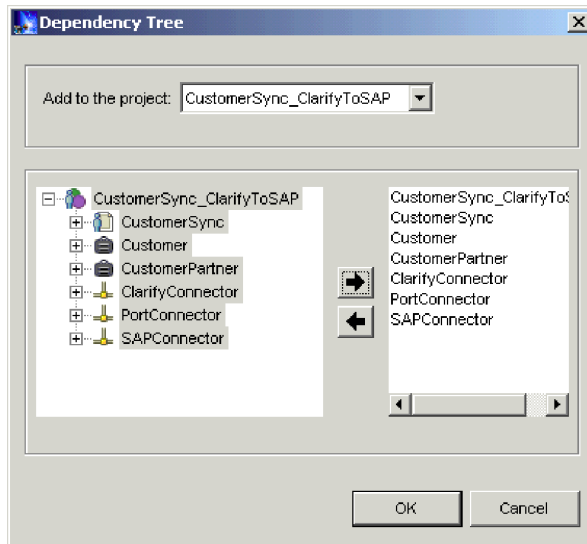 Dependency Tree
Add to the project: CustomerSync_ClarifyToSAP
CustomerSync_ClarifyToSAP
CustomerSync
Customer
CustomerPartner
ClarifyConnector
PortConnector
SAPConnector
CustomerSync_ClarifyToS
CustomerSync
Customer
CustomerPartner
ClarifyConnector
PortConnector
SAPConnector
OK
Cancel